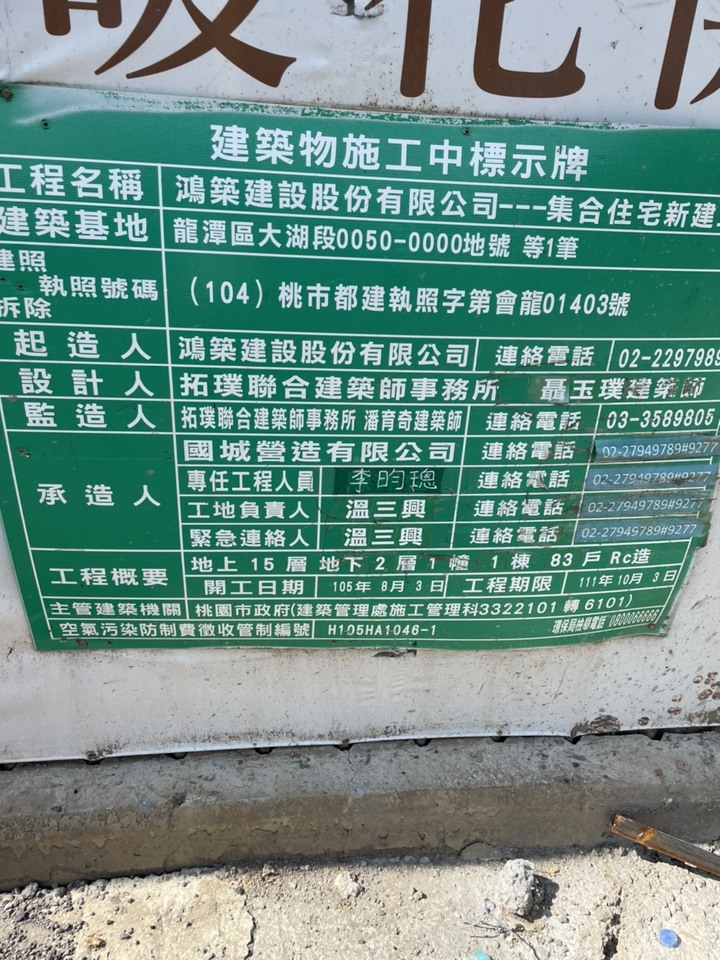 暖化
建築物施工中標示牌
工程名稱 鴻築建設股份有限公司---集合住宅新建
建築基地 龍潭區大湖段0050-0000地號 等1筆
建照
執照號碼 (104) 桃市都建執照字第會龍01403號
拆除
起造人 鴻築建設股份有限公司 連絡電話 02-2297989
設計人 拓璞聯合建築師事務所 聶玉璞建築師
監造人 拓璞聯合建築師事務所 潘育奇建築師 連絡電話 03-3589805
承造人 國城營造有限公司 連絡電話 02-27949789#9277
專任工程人員 李昀璁 連絡電話 02-27949789#9277
工地負責人 溫三興 連絡電話 02-27949789#9277
緊急連絡人 溫三興 連絡電話 02-27949789#9277
工程概要 地上15層地下2層1幢 1棟 83戶 Rc造
開工日期 105年8月3日 工程期限 111年10月3日
主管建築機關 桃園市政府(建築管理處施工管理科3322101轉6101)
空氣污染防制費徵收管制編號 H105HA1046-1 環保局檢聯電話 0800066666